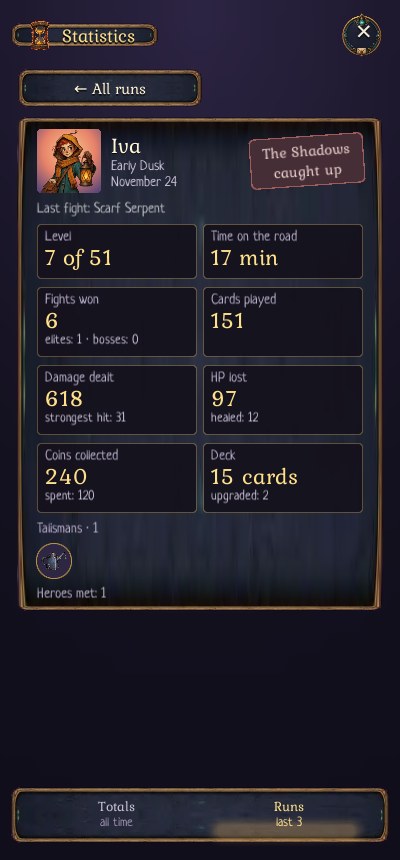 Statistics
×
← All runs
Iva
Early Dusk
November 24
The Shadows
caught up
Last fight: Scarf Serpent
Level
7 of 51
Time on the road
17 min
Fights won
6
elites: 1 · bosses: 0
Cards played
151
Damage dealt
618
strongest hit: 31
HP lost
97
healed: 12
Coins collected
240
spent: 120
Deck
15 cards
upgraded: 2
Talismans · 1
Heroes met: 1
Totals
all time
Runs
last 3